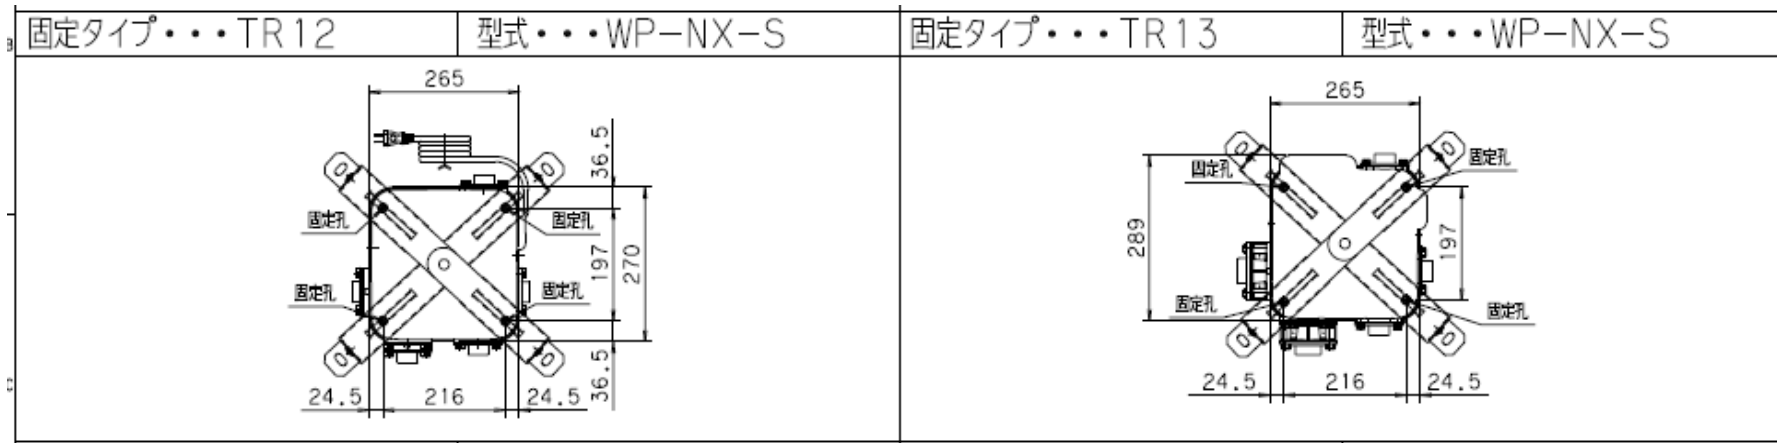 固定タイプ・・・TR12
型式・・・WP-NX-S
265
36.5
固定孔
固定孔
197
270
固定孔
固定孔
36.5
24.5
216
24.5
固定タイプ・・・TR13
型式・・・WP-NX-S
265
固定孔
固定孔
289
197
固定孔
固定孔
24.5
216
24.5